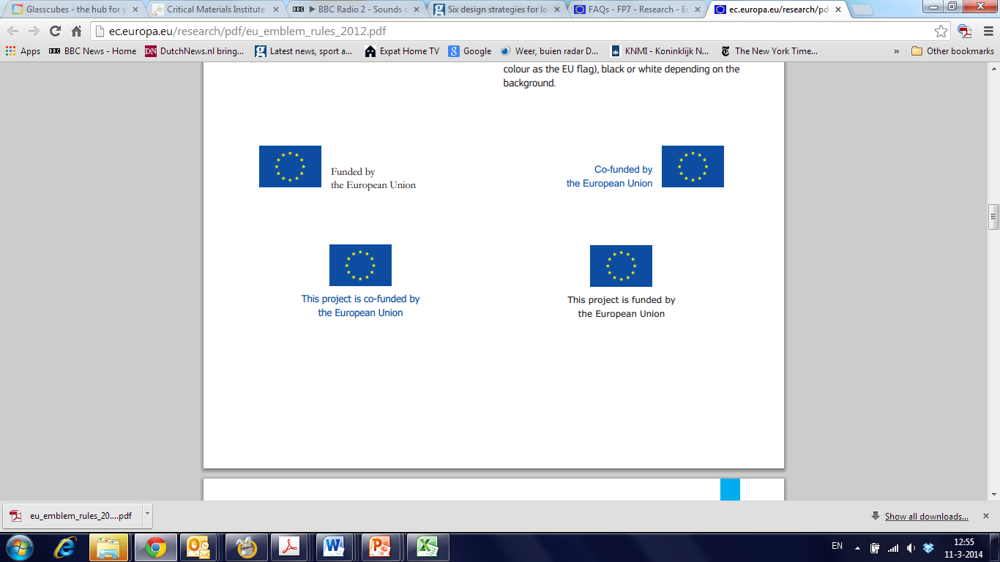 Glasscubes - the hub for y
Critical Materials Institute
BBC Radio 2 - Sounds o
Six design strategies for lo
FAQs - FP7 - Research - Eu
ec.europa.eu/research/pd
ec.europa.eu/research/pdf/eu_emblem_rules_2012.pdf
Apps
BBC News - Home
DN
DutchNews.nl bring...
Latest news, sport a...
Expat Home TV
Google
Weer, buien radar D...
KNMI - Koninklijk N...
The New York Time...
»
Other bookmarks
colour as the EU flag), black or white depending on the
background.
Funded by
the European Union
Co-funded by
the European Union
This project is co-funded by
the European Union
This project is funded by
the European Union
eu_emblem_rules_20....pdf
Show all downloads...
EN
12:55
11-3-2014